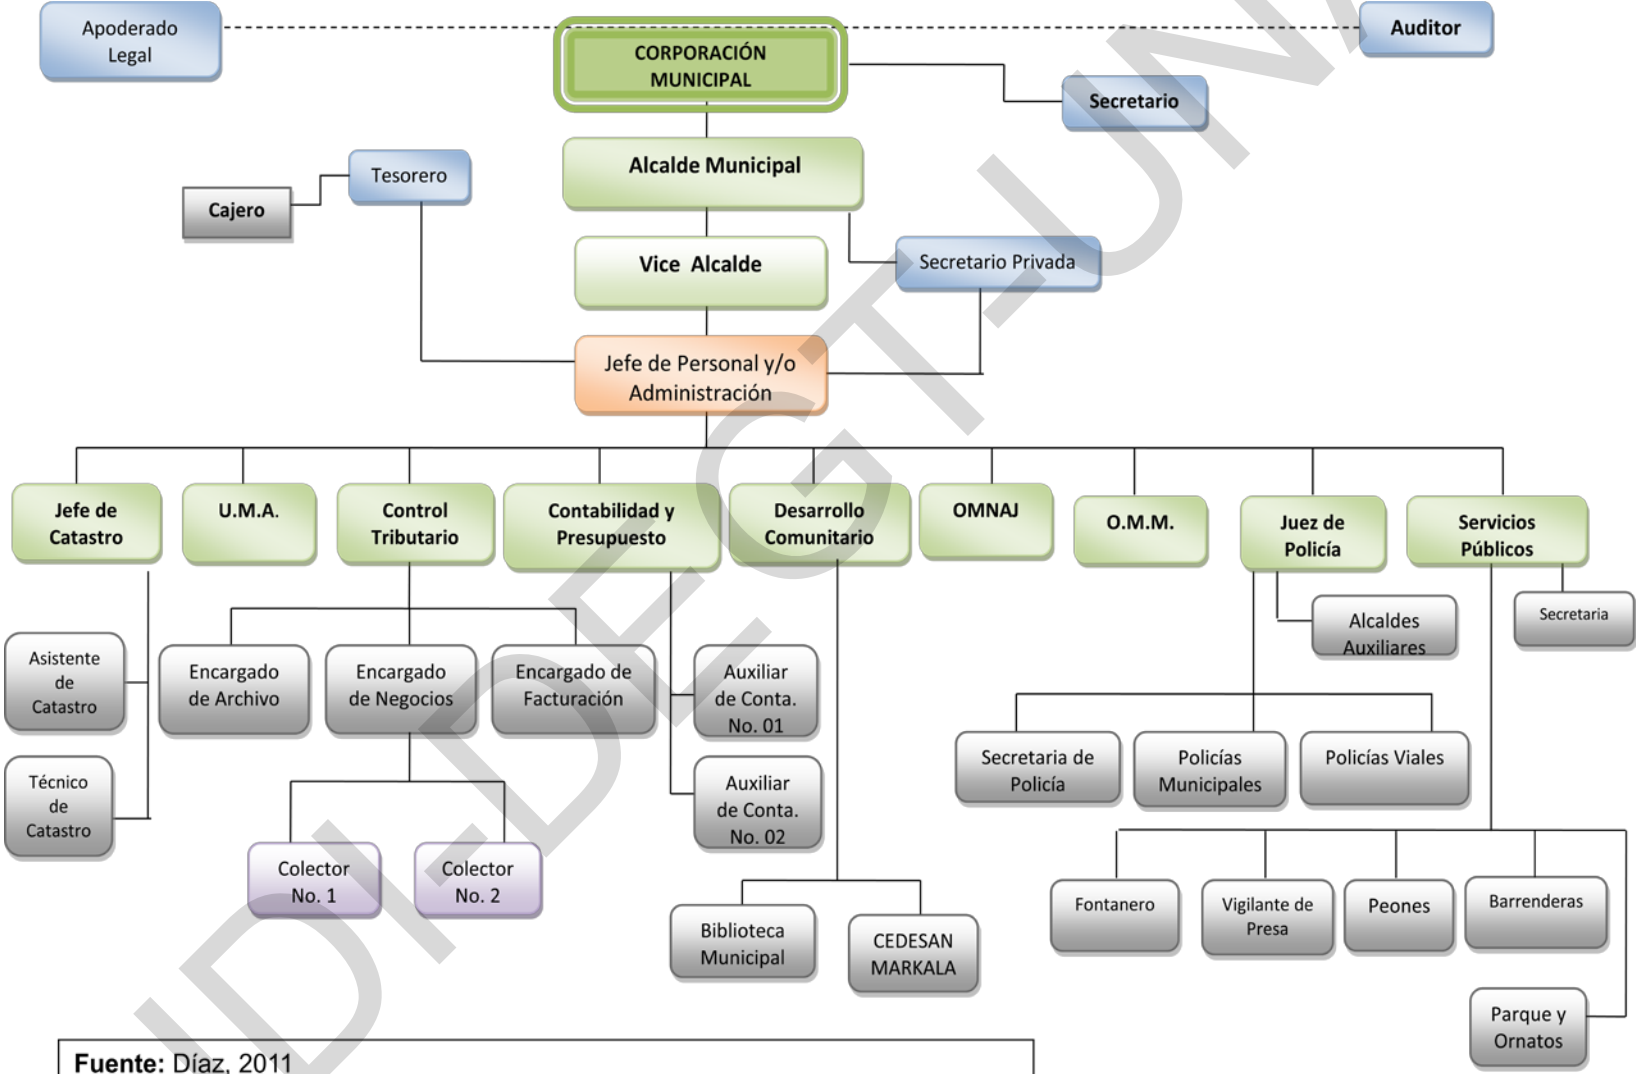 Apoderado
Legal
Auditor
CORPORACIÓN
MUNICIPAL
Secretario
Alcalde Municipal
Tesorero
Cajero
Vice Alcalde
Secretario Privada
Jefe de Personal y/o
Administración
Jefe de
Catastro
U.M.A.
Control
Tributario
Contabilidad y
Presupuesto
Desarrollo
Comunitario
OMNAJ
O.M.M.
Juez de
Policía
Servicios
Públicos
Alcaldes
Auxiliares
Secretaria
Asistente
de
Catastro
Encargado
de Archivo
Encargado
de Negocios
Encargado de
Facturación
Auxiliar
de Conta.
No. 01
Secretaria de
Policía
Policías
Municipales
Policías Viales
Técnico
de
Catastro
Auxiliar
de Conta.
No. 02
Colector
No. 1
Colector
No. 2
Biblioteca
Municipal
CEDESAN
MARKALA
Fontanero
Vigilante de
Presa
Peones
Barrenderas
Parque y
Ornatos
Fuente: Díaz, 2011
UDI-DEGT-UNA